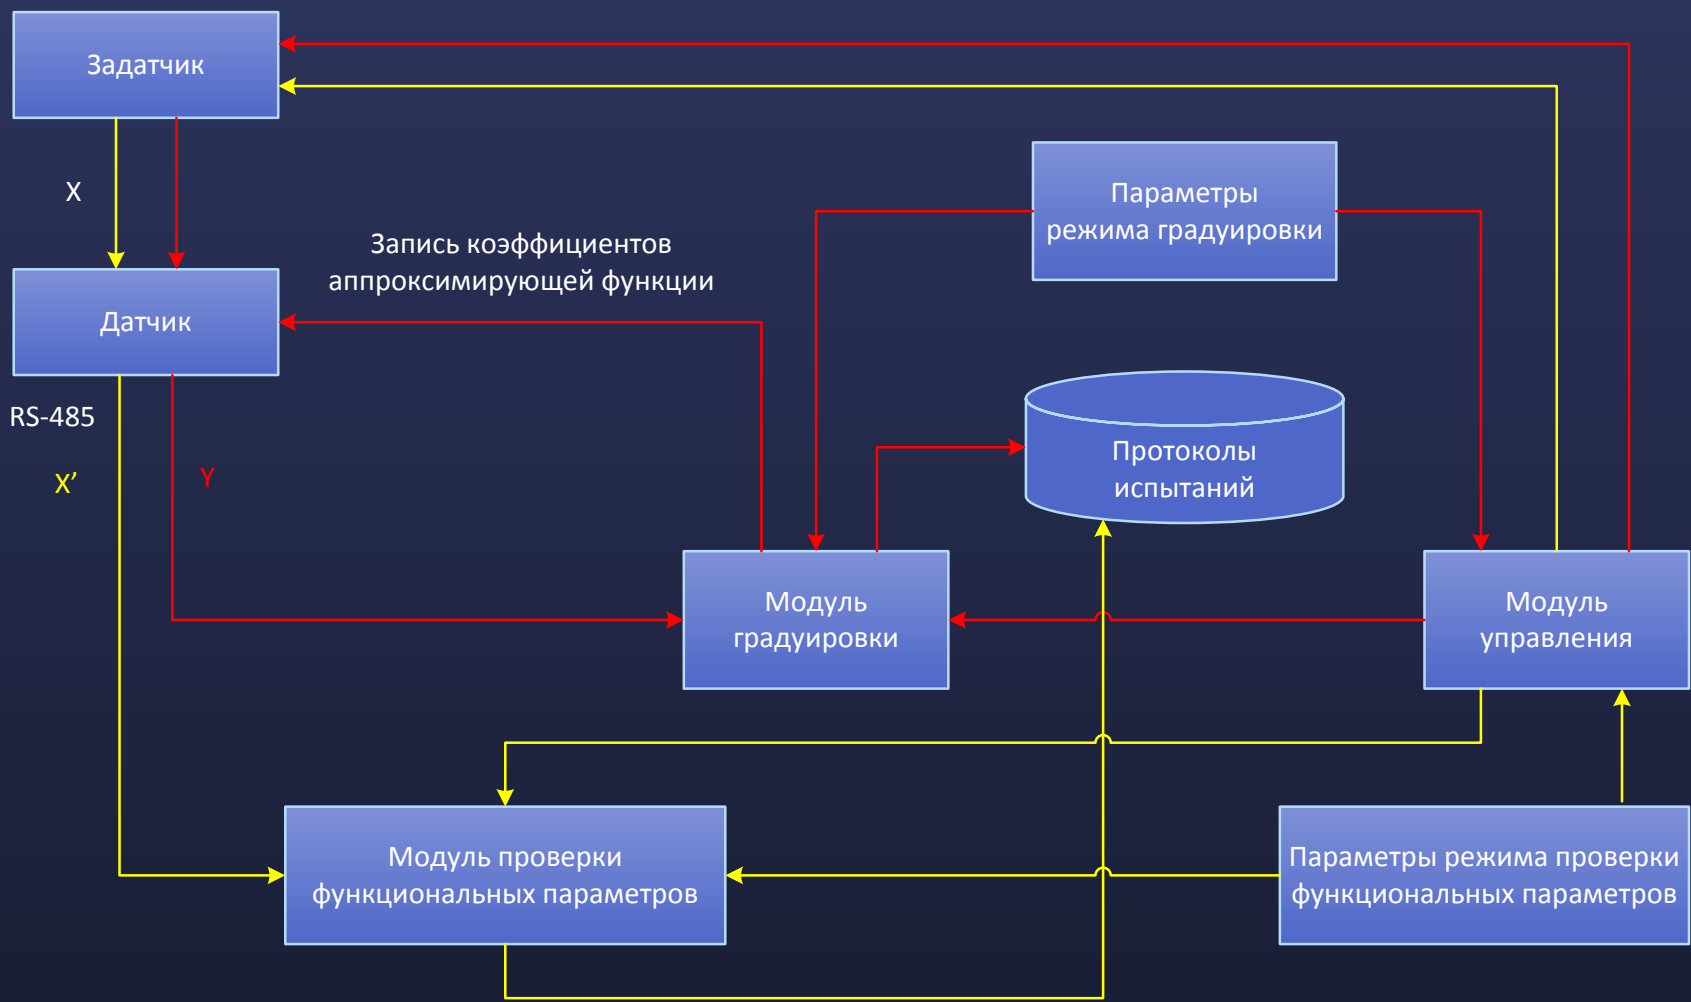 Задатчик
X
Параметры
режима градуировки
Запись коэффициентов
аппроксимирующей функции
Датчик
RS-485
X’
Y
Протоколы
испытаний
Модуль
градуировки
Модуль
управления
Модуль проверки
функциональных параметров
Параметры режима проверки
функциональных параметров